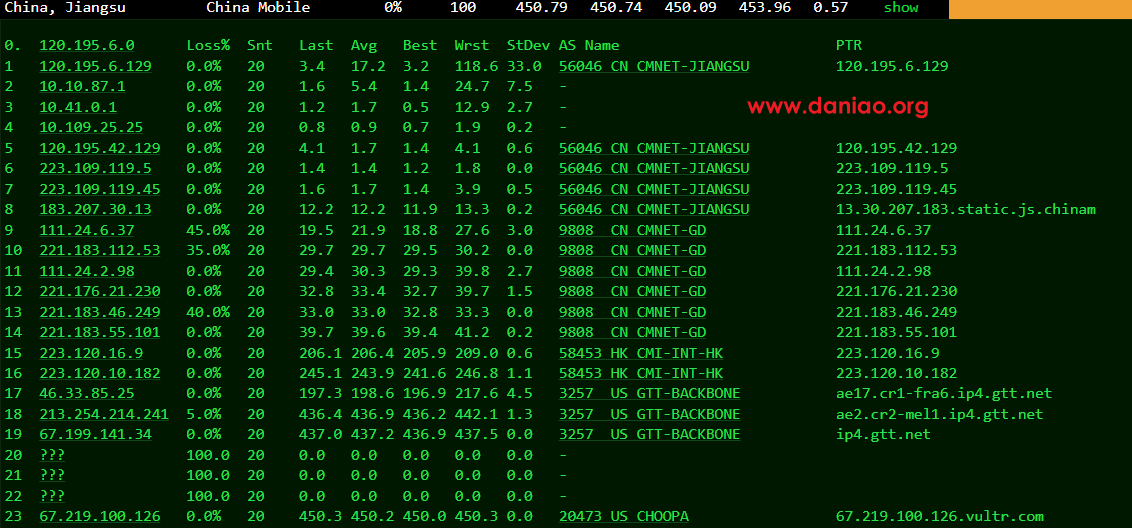 China, Jiangsu China Mobile 0% 100 450.79 450.74 450.09 453.96 0.57 show
0. 120.195.6.0 Loss% Snt Last Avg Best Wrst StDev AS Name PTR
1 120.195.6.129 0.0% 20 3.4 17.2 3.2 118.6 33.0 56046 CN CMNET-JIANGSU 120.195.6.129
2 10.10.87.1 0.0% 20 1.6 5.4 1.4 24.7 7.5 -
3 10.41.0.1 0.0% 20 1.2 1.7 0.5 12.9 2.7 -
www.daniao.org
4 10.109.25.25 0.0% 20 0.8 0.9 0.7 1.9 0.2 -
5 120.195.42.129 0.0% 20 4.1 1.7 1.4 4.1 0.6 56046 CN CMNET-JIANGSU 120.195.42.129
6 223.109.119.5 0.0% 20 1.4 1.4 1.2 1.8 0.0 56046 CN CMNET-JIANGSU 223.109.119.5
7 223.109.119.45 0.0% 20 1.6 1.7 1.4 3.9 0.5 56046 CN CMNET-JIANGSU 223.109.119.45
8 183.207.30.13 0.0% 20 12.2 12.2 11.9 13.3 0.2 56046 CN CMNET-JIANGSU 13.30.207.183.static.js.chinam
9 111.24.6.37 45.0% 20 19.5 21.9 18.8 27.6 3.0 9808 CN CMNET-GD 111.24.6.37
10 221.183.112.53 35.0% 20 29.7 29.7 29.5 30.2 0.0 9808 CN CMNET-GD 221.183.112.53
11 111.24.2.98 0.0% 20 29.4 30.3 29.3 39.8 2.7 9808 CN CMNET-GD 111.24.2.98
12 221.176.21.230 0.0% 20 32.8 33.4 32.7 39.7 1.5 9808 CN CMNET-GD 221.176.21.230
13 221.183.46.249 40.0% 20 33.0 33.0 32.8 33.3 0.0 9808 CN CMNET-GD 221.183.46.249
14 221.183.55.101 0.0% 20 39.7 39.6 39.4 41.2 0.2 9808 CN CMNET-GD 221.183.55.101
15 223.120.16.9 0.0% 20 206.1 206.4 205.9 209.0 0.6 58453 HK CMI-INT-HK 223.120.16.9
16 223.120.10.182 0.0% 20 245.1 243.9 241.6 246.8 1.1 58453 HK CMI-INT-HK 223.120.10.182
17 46.33.85.25 0.0% 20 197.3 198.6 196.9 217.6 4.5 3257 US GTT-BACKBONE ae17.cr1-fra6.ip4.gtt.net
18 213.254.214.241 5.0% 20 436.4 436.9 436.2 442.1 1.3 3257 US GTT-BACKBONE ae2.cr2-mel1.ip4.gtt.net
19 67.199.141.34 0.0% 20 437.0 437.2 436.9 437.5 0.0 3257 US GTT-BACKBONE ip4.gtt.net
20 ??? 100.0 20 0.0 0.0 0.0 0.0 0.0 -
21 ??? 100.0 20 0.0 0.0 0.0 0.0 0.0 -
22 ??? 100.0 20 0.0 0.0 0.0 0.0 0.0 -
23 67.219.100.126 0.0% 20 450.3 450.2 450.0 450.3 0.0 20473 US CHOOPA 67.219.100.126.vultr.com